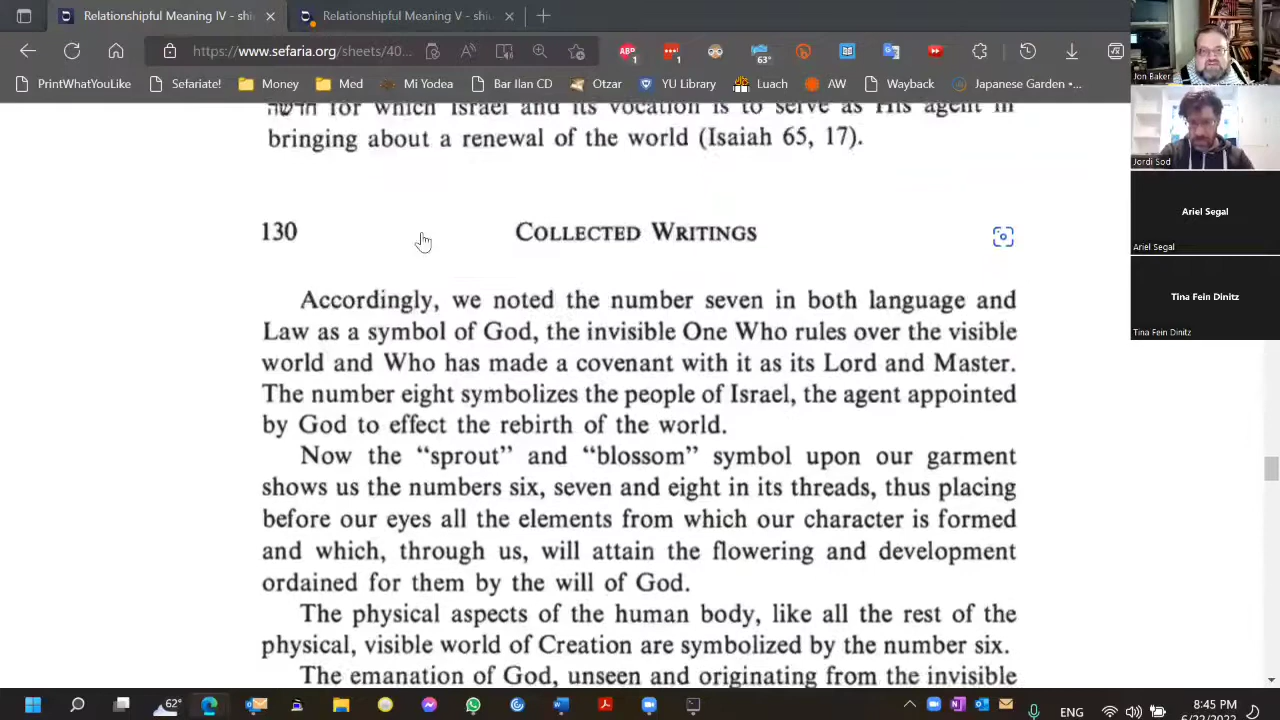 Relationshipful Meaning IV - shi
Relationshipful Meaning V - shi
https://www.sefaria.org/sheets/40...
ABP
1
1
63°
PrintWhatYouLike
Sefariate!
Money
Med
Mi Yo
Banana CD
Otzar
YU Library
Luach
AW
Wayback
Japanese Garden -...
חדשה for which Israel and its vocation is to serve as His agent in
bringing about a renewal of the world (Isaiah 65, 17).
130
COLLECTED WRITINGS
Accordingly, we noted the number seven in both language and
Law as a symbol of God, the invisible One Who rules over the visible
world and Who has made a covenant with it as its Lord and Master.
The number eight symbolizes the people of Israel, the agent appointed
by God to effect the rebirth of the world.
Now the “sprout” and “blossom” symbol upon our garment
shows us the numbers six, seven and eight in its threads, thus placing
before our eyes all the elements from which our character is formed
and which, through us, will attain the flowering and development
ordained for them by the will of God.
The physical aspects of the human body, like all the rest of the
physical, visible world of Creation are symbolized by the number six.
The emanation of God, unseen and originating from the invisible
Jon Baker
Jordi Sod
Ariel Segal
Ariel Segal
Tina Fein Dinitz
Tina Fein Dinitz
62°
ENG
8:45 PM